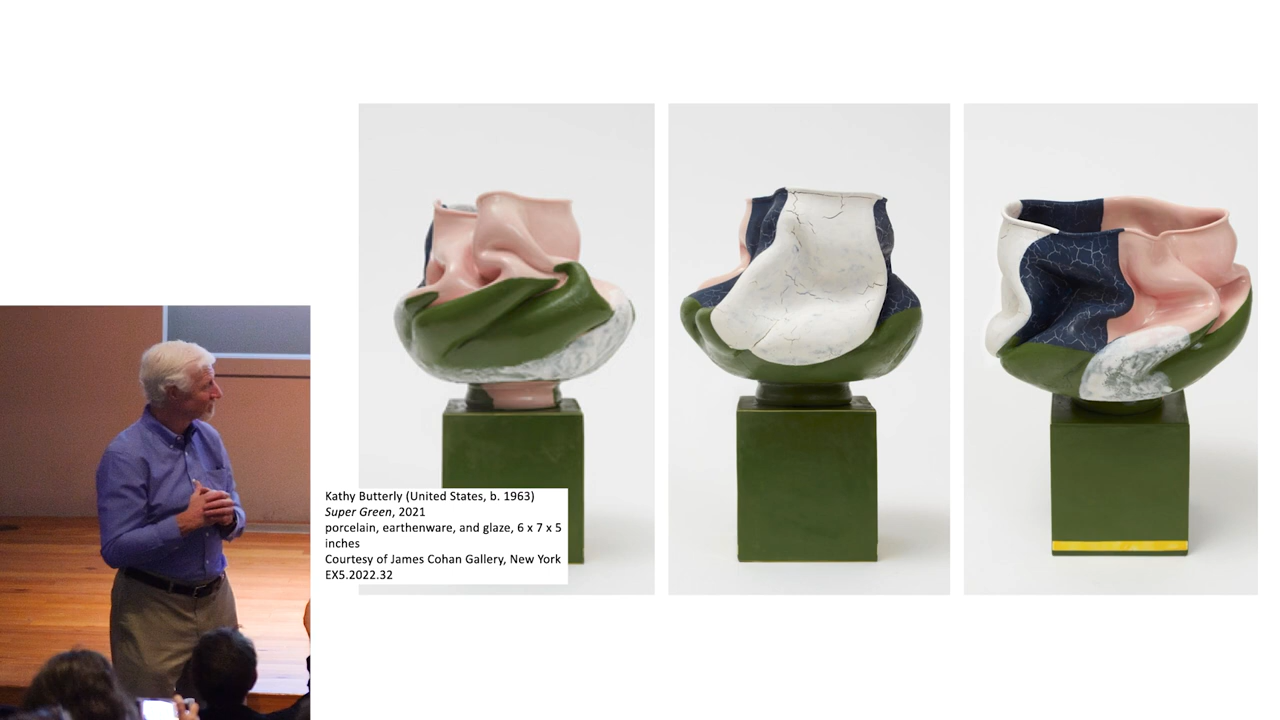 Kathy Butterly (United States, b. 1963)
Super Green, 2021
porcelain, earthenware, and glaze, 6 x 7 x 5
inches
Courtesy of James Cohan Gallery, New York
EX5.2022.32